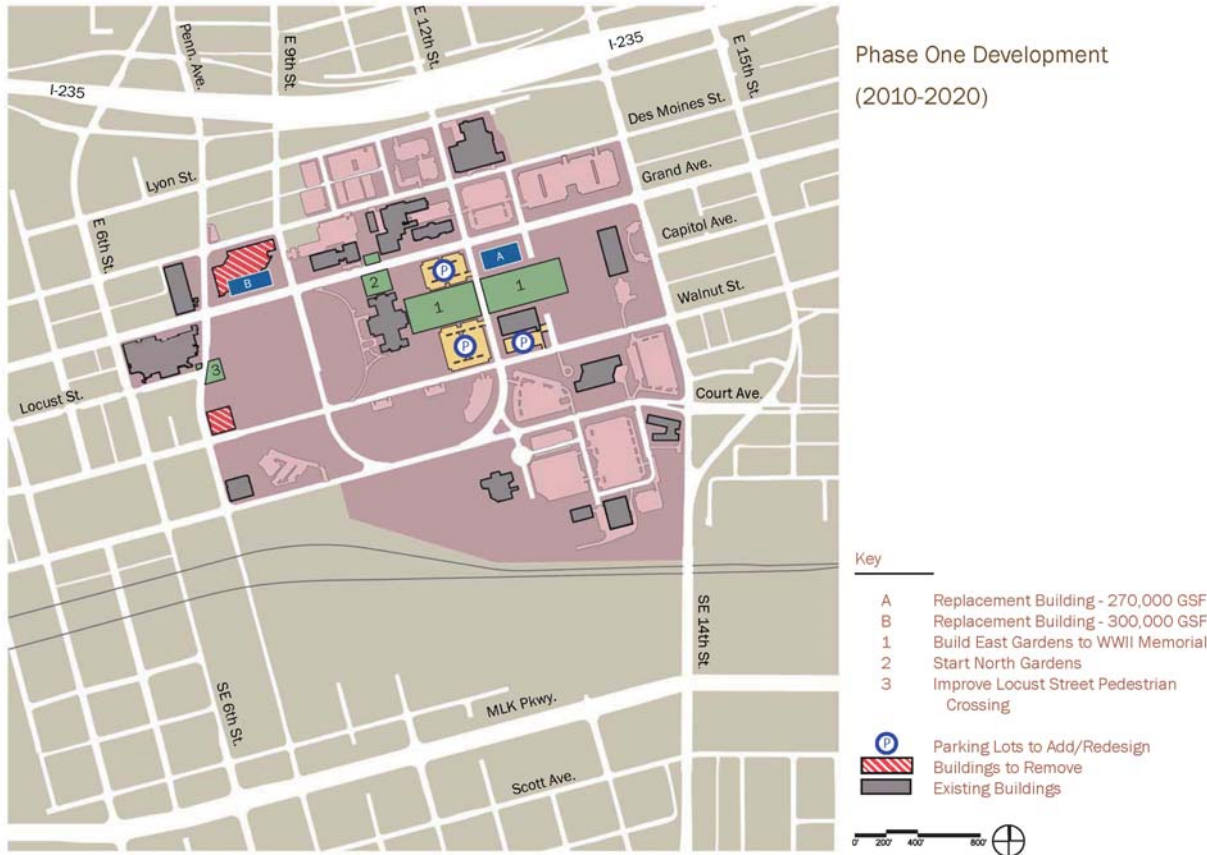 Phase One Development
(2010-2020)
Penn. Ave.
E 9th St.
E 12th St.
I-235
E 15th St.
I-235
Des Moines St.
Lyon St.
Grand Ave.
E 6th St.
Capitol Ave.
Walnut St.
A
B
P
2
1
1
P
P
3
Locust St.
Court Ave.
SE 14th St.
SE 6th St.
MLK Pkwy.
Scott Ave.
Key
A Replacement Building - 270,000 GSF
B Replacement Building - 300,000 GSF
1 Build East Gardens to WWII Memorial
2 Start North Gardens
3 Improve Locust Street Pedestrian
Crossing
P Parking Lots to Add/Redesign
Buildings to Remove
Existing Buildings
0' 200' 400' 800'